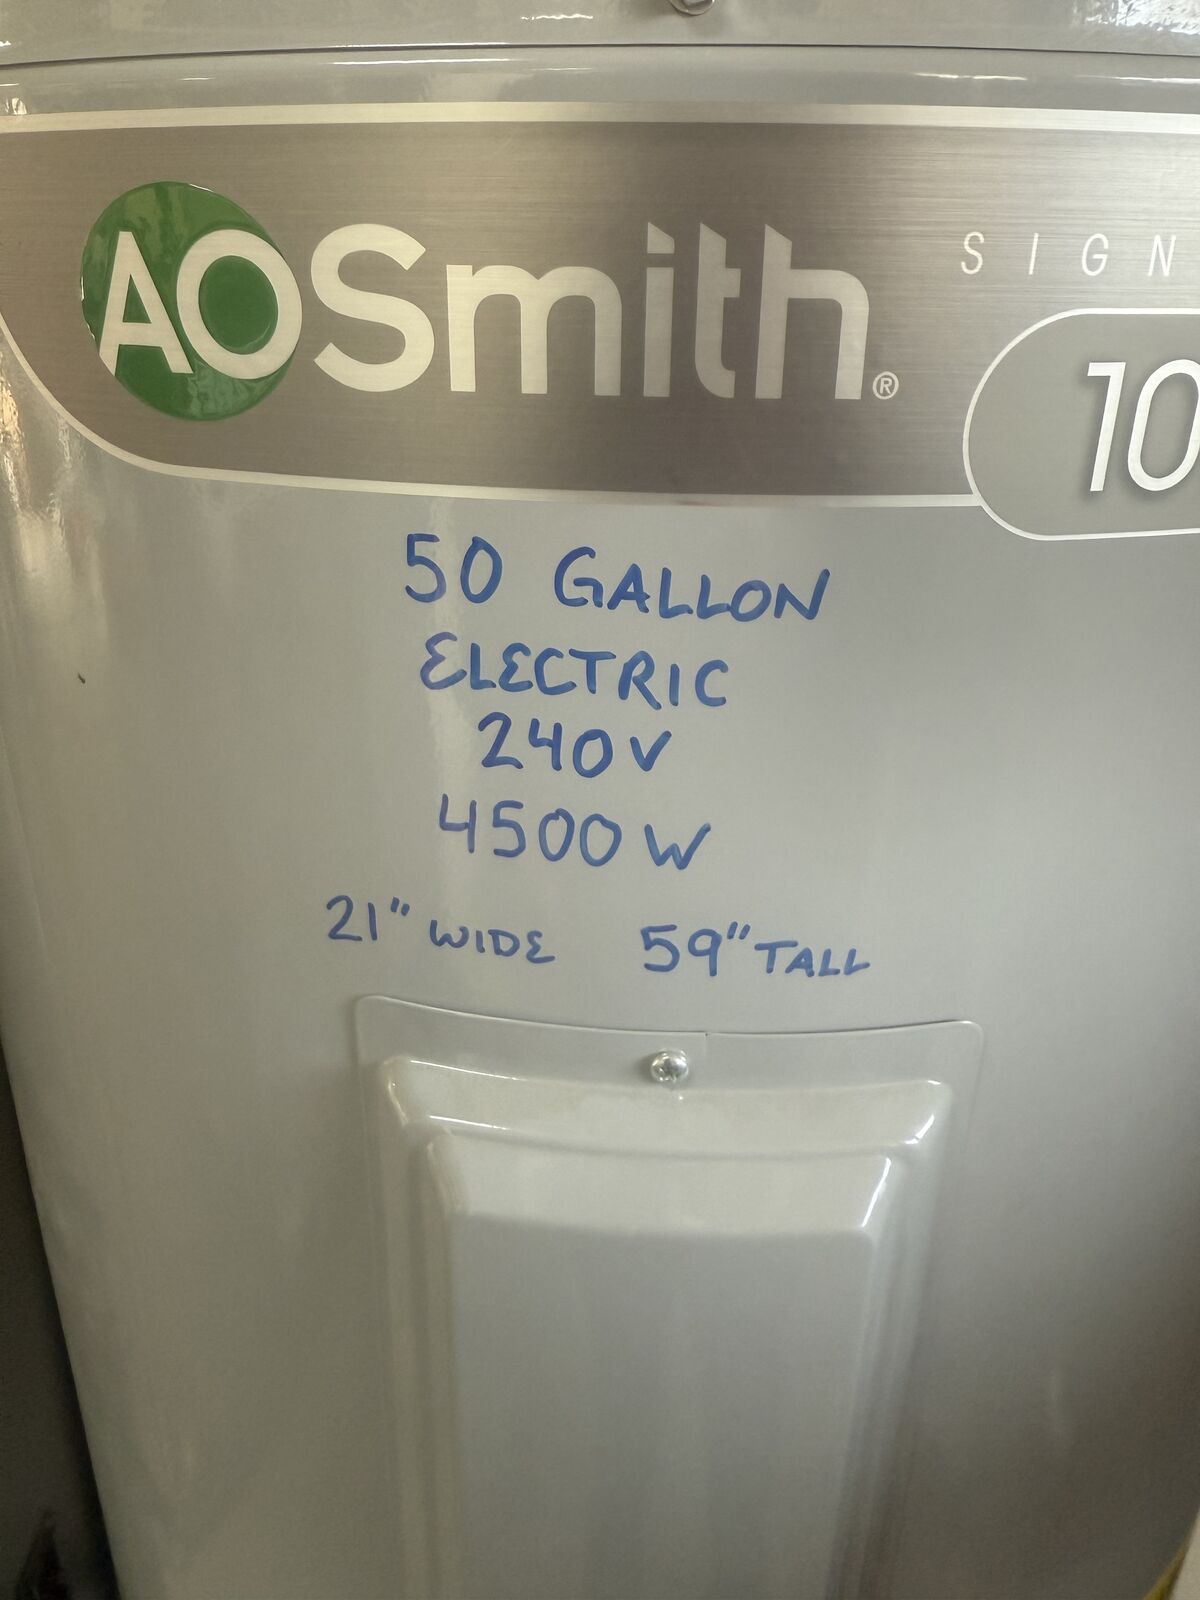 AOSmith®
SIGN
10
50 GALLON
ELECTRIC
240V
4500W
21" WIDE 59" TALL